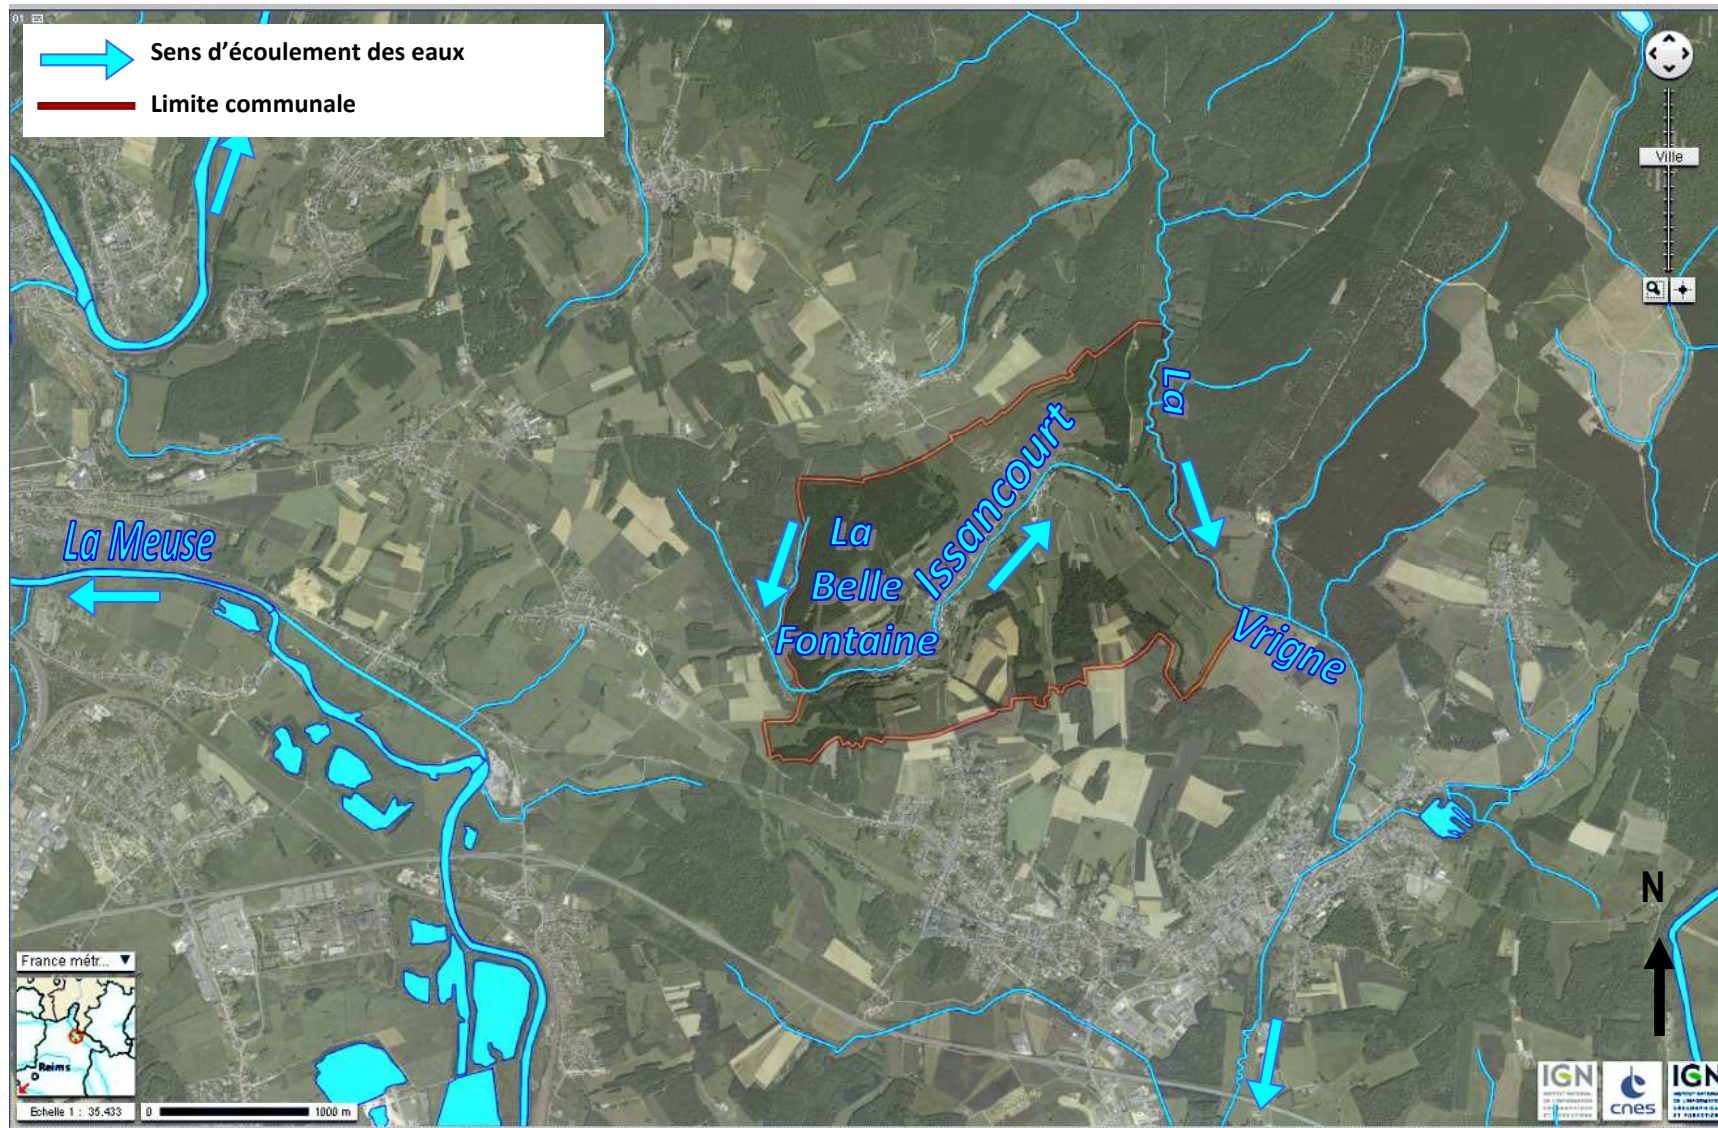 01
Sens d'écoulement des eaux
Limite communale
Ville
La
Issancourt
La Meuse
La
Belle
Fontaine
Vrigne
N
France métr...
Reims
Echelle 1 : 35.433
0
1000 m
IGN
cnes
IGN